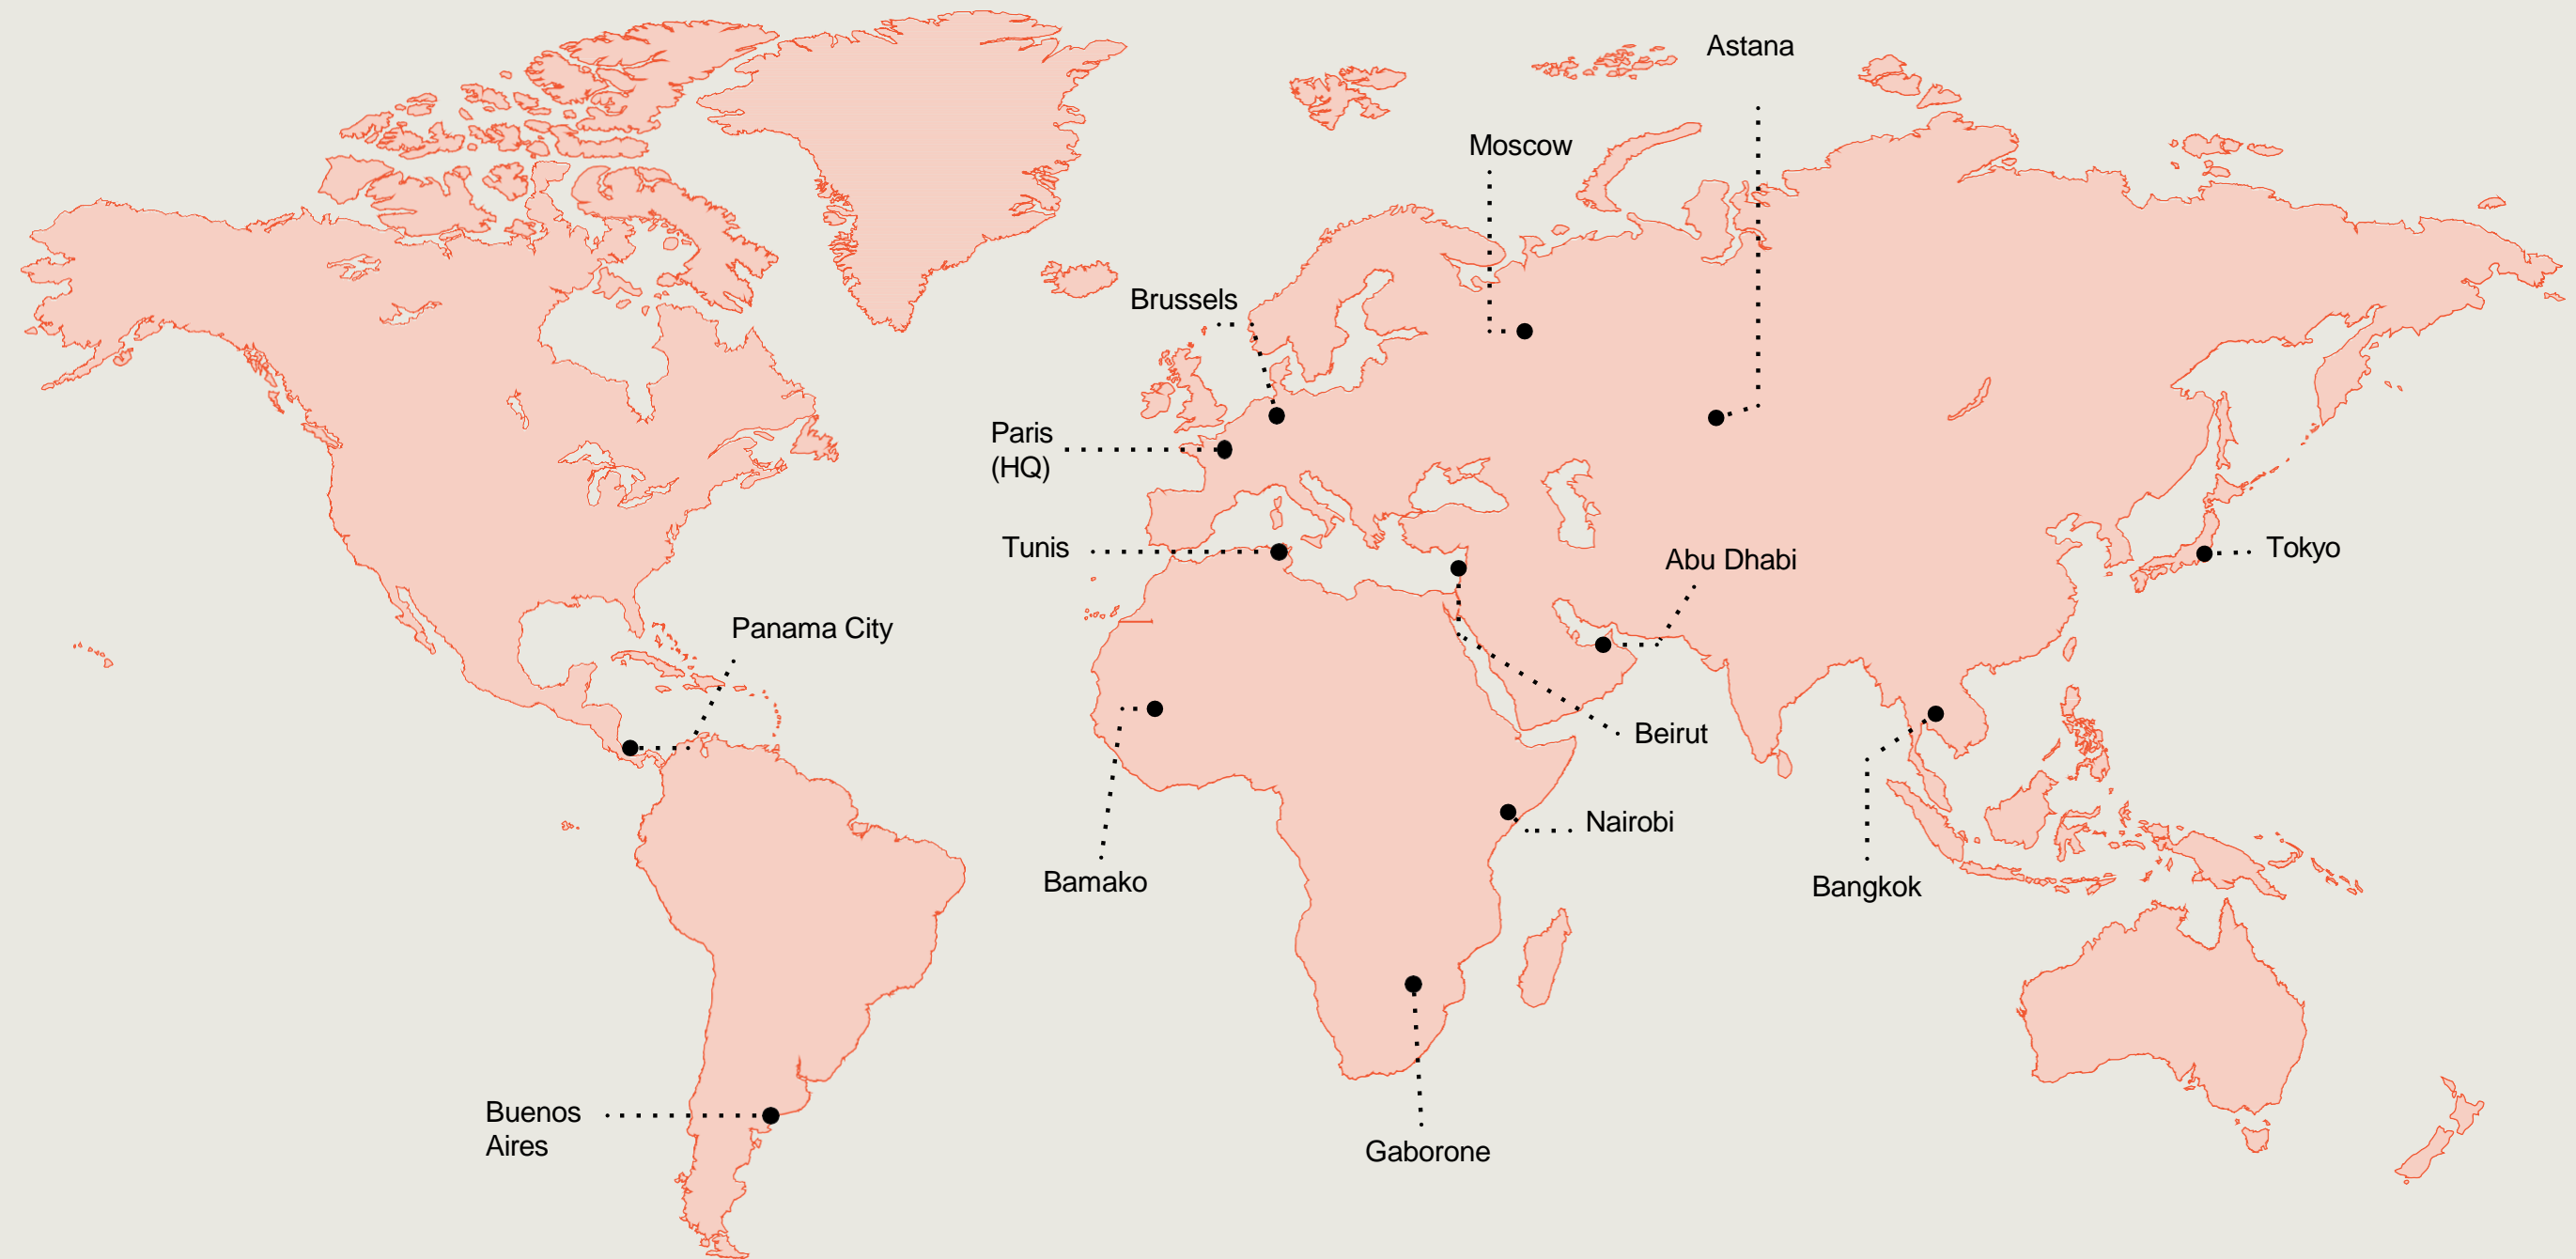 Astana
Moscow
Brussels
Paris
(HQ)
Tunis
Abu Dhabi
Tokyo
Panama City
Beirut
Nairobi
Bamako
Bangkok
Buenos
Aires
Gaborone